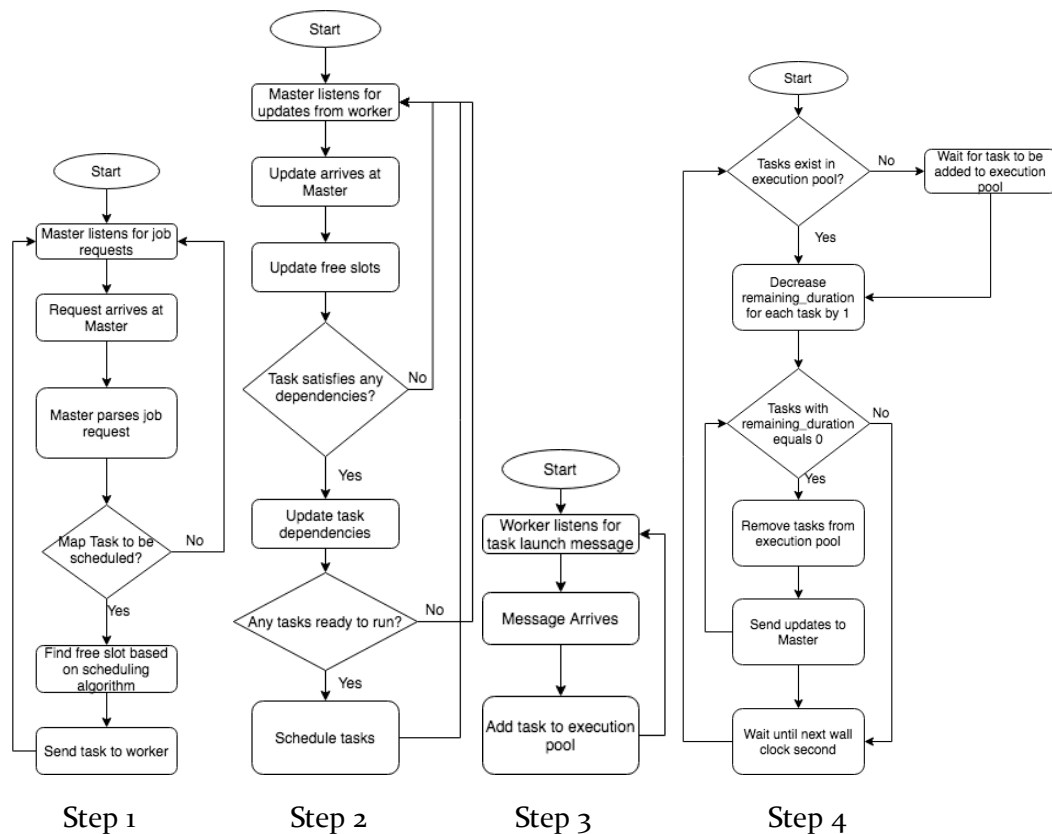 Start
Master listens for job
requests
Request arrives at
Master
Master parses job
request
Map Task to be
scheduled?
No
Yes
Find free slot based
on scheduling
algorithm
Send task to worker
Step 1
Start
Master listens for
updates from worker
Update arrives at
Master
Update free slots
Task satisfies any
dependencies?
No
Yes
Update task
dependencies
Any tasks ready to run?
No
Yes
Schedule tasks
Step 2
Start
Worker listens for
task launch message
Message Arrives
Add task to execution
pool
Step 3
Start
Tasks exist in
execution pool?
No
Wait for task to be
added to execution
pool
Yes
Decrease
remaining_duration
for each task by 1
Tasks with
remaining_duration
equals 0
No
Yes
Remove tasks from
execution pool
Send updates to
Master
Wait until next wall
clock second
Step 4